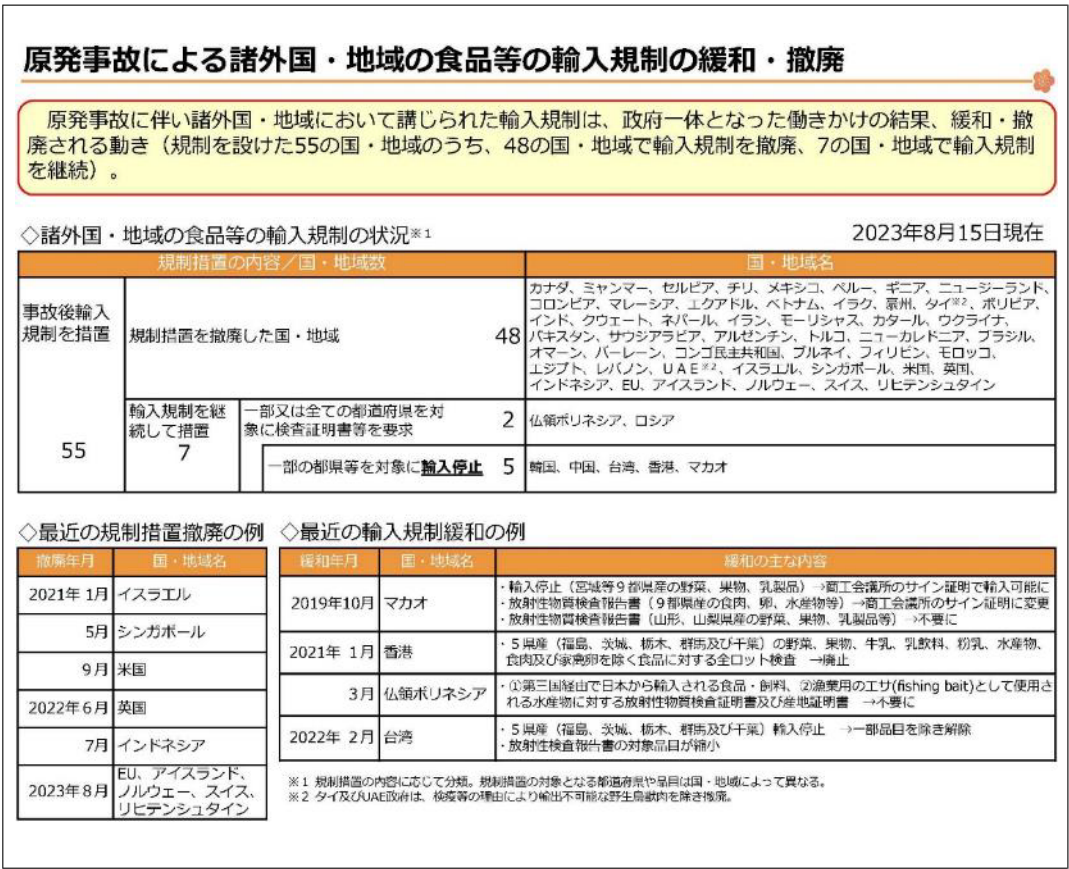 原発事故による諸外国・地域の食品等の輸入規制の緩和・撤廃
原発事故に伴い諸外国・地域において講じられた輸入規制は、政府一体となった働きかけの結果、緩和・撤
廃される動き（規制を設けた55の国・地域のうち、48の国・地域で輸入規制を撤廃、7の国・地域で輸入規制
を継続）。
◇諸外国・地域の食品等の輸入規制の状況※1
2023年8月15日現在
規制措置の内容／国・地域数
国・地域名
事故後輸入
規制を措置
55
規制措置を撤廃した国・地域
48
カナダ、ミャンマー、セルビア、チリ、メキシコ、ペルー、ギニア、ニュージーランド、
コロンビア、マレーシア、エクアドル、ベトナム、イラク、豪州、タイ※2、ボリビア、
インド、クウェート、ネパール、イラン、モーリシャス、カタール、ウクライナ、
パキスタン、サウジアラビア、アルゼンチン、トルコ、ニューカレドニア、ブラジル、
オマーン、バーレーン、コンゴ民主共和国、ブルネイ、フィリピン、モロッコ、
エジプト、レバノン、UAE※2、イスラエル、シンガポール、米国、英国、
インドネシア、EU、アイスランド、ノルウェー、スイス、リヒテンシュタイン
輸入規制を継
続して措置
7
一部又は全ての都道府県を対
象に検査証明書等を要求
2
仏領ポリネシア、ロシア
一部の都県等を対象に輸入停止
5
韓国、中国、台湾、香港、マカオ
◇最近の規制措置撤廃の例
撤廃年月
国・地域名
2021年 1月
イスラエル
5月
シンガポール
9月
米国
2022年6月
英国
7月
インドネシア
2023年8月
EU、アイスランド、
ノルウェー、スイス、
リヒテンシュタイン
◇最近の輸入規制緩和の例
緩和年月
国・地域名
緩和の主な内容
2019年10月
マカオ
・輸入停止（宮城等９都県産の野菜、果物、乳製品）→商工会議所のサイン証明で輸入可能に
・放射性物質検査報告書（９都県産の食肉、卵、水産物等）→商工会議所のサイン証明に変更
・放射性物質検査報告書（山形、山梨県産の野菜、果物、乳製品等）→不要に
2021年 1月
香港
・５県産（福島、茨城、栃木、群馬及び千葉）の野菜、果物、牛乳、乳飲料、粉乳、水産物、
食肉及び家禽卵を除く食品に対する全ロット検査 →廃止
3月
仏領ポリネシア
・①第三国経由で日本から輸入される食品・飼料、②漁業用のエサ(fishing bait)として使用さ
れる水産物に対する放射性物質検査証明書及び産地証明書 →不要に
2022年 2月
台湾
・５県産（福島、茨城、栃木、群馬及び千葉）輸入停止 →一部品目を除き解除
・放射性検査報告書の対象品目が縮小
※1 規制措置の内容に応じて分類。規制措置の対象となる都道府県や品目は国・地域によって異なる。
※2 タイ及びUAE政府は、検疫等の理由により輸出不可能な野生鳥獣肉を除き撤廃。